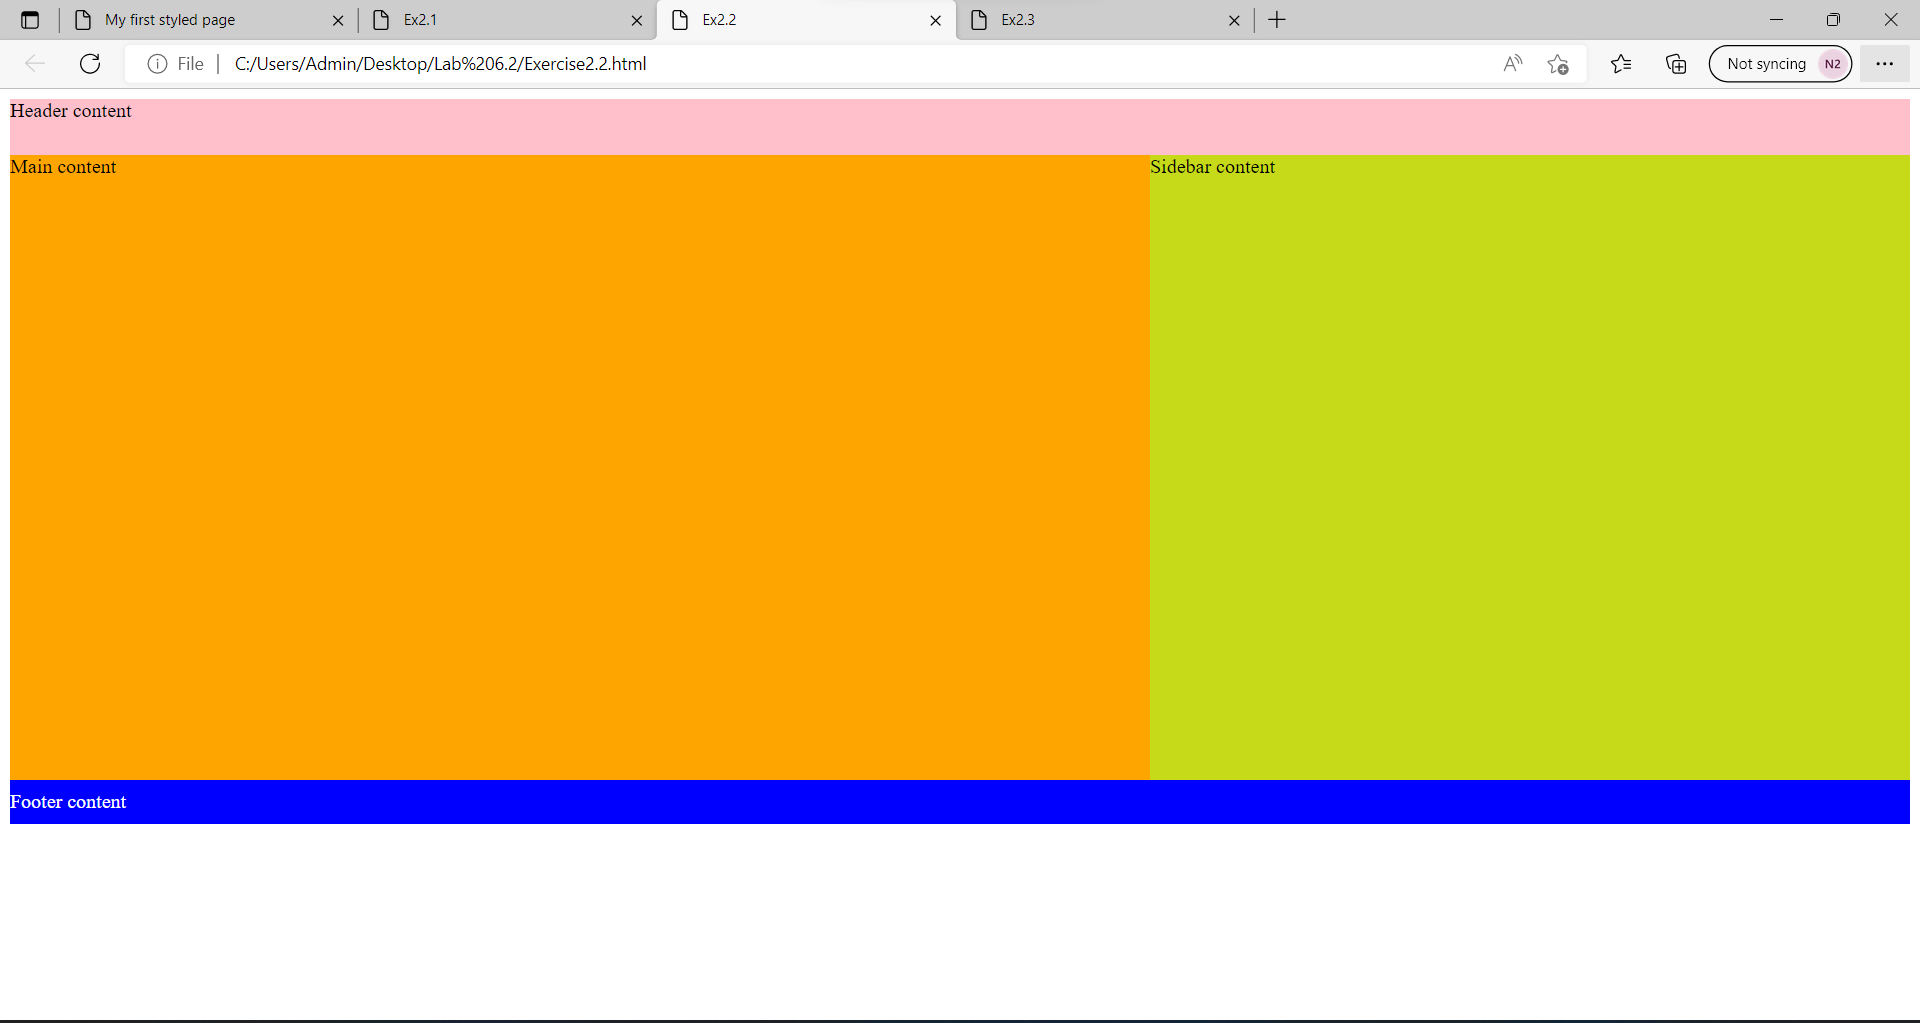 My first styled page
Ex2.1
Ex2.2
Ex2.3
File
C:/Users/Admin/Desktop/Lab%206.2/Exercise2.2.html
Not syncing
N2
Header content
Main content
Sidebar content
Footer content